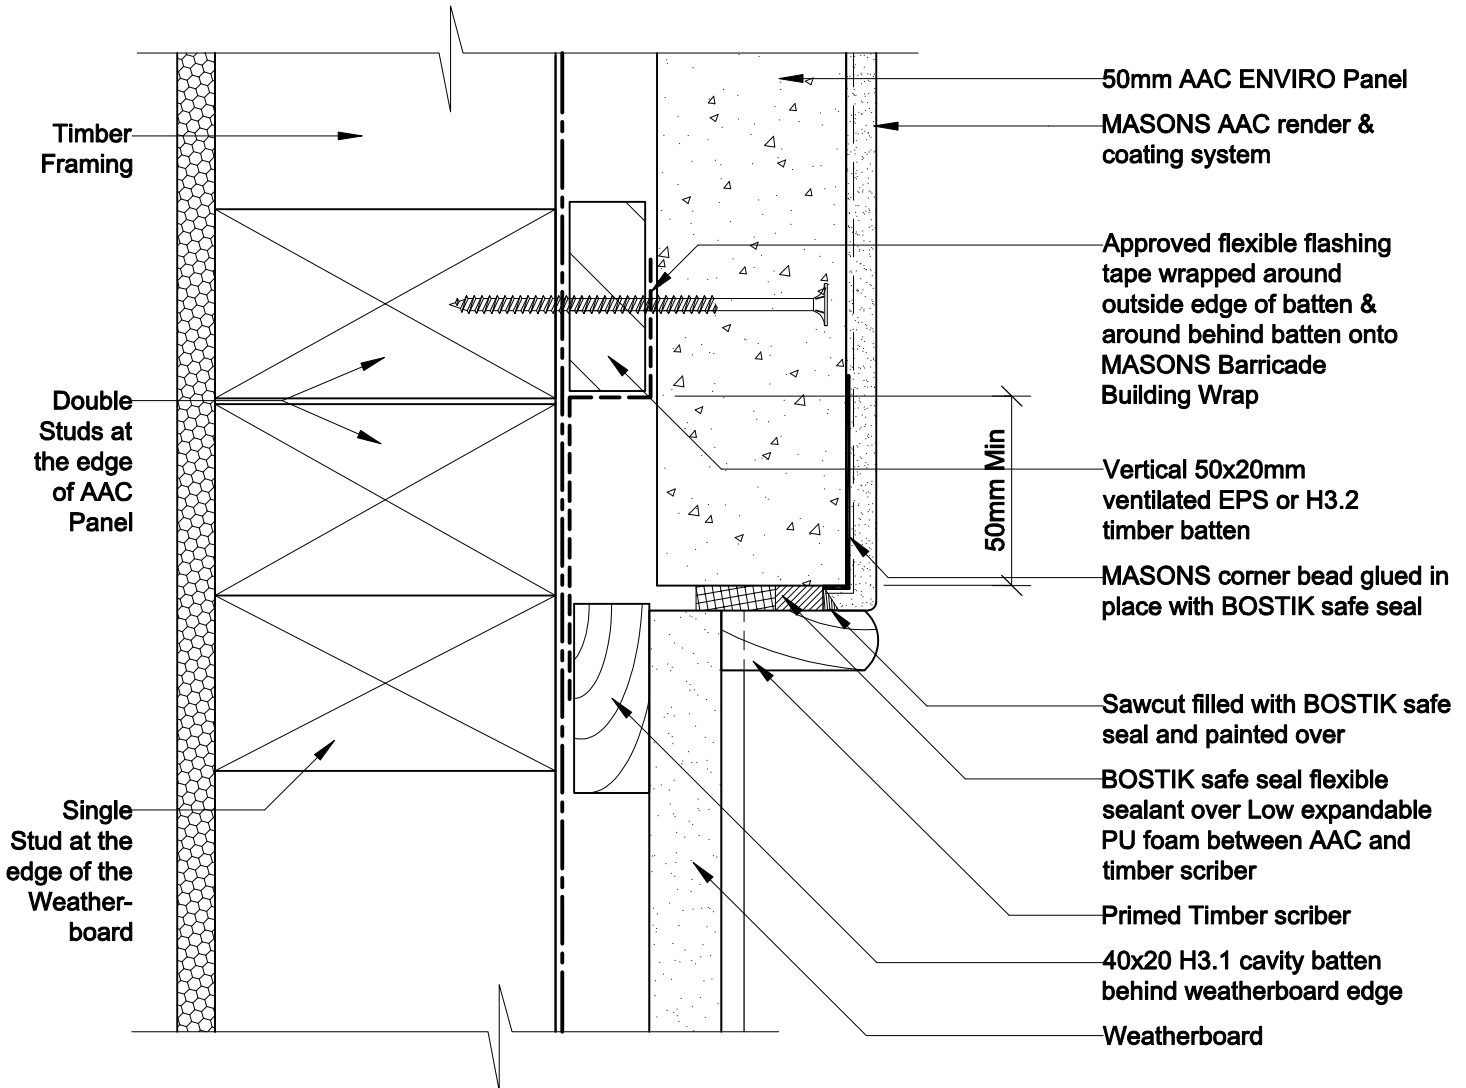 Timber
Framing
Double
Studs at
the edge
of AAC
Panel
Single
Stud at the
edge of the
Weather-
board
50mm AAC ENVIRO Panel
MASONS AAC render &
coating system
Approved flexible flashing
tape wrapped around
outside edge of batten &
around behind batten onto
MASONS Barricade
Building Wrap
50mm Min
Vertical 50x20mm
ventilated EPS or H3.2
timber batten
MASONS corner bead glued in
place with BOSTIK safe seal
Sawcut filled with BOSTIK safe
seal and painted over
BOSTIK safe seal flexible
sealant over Low expandable
PU foam between AAC and
timber scriber
Primed Timber scriber
40x20 H3.1 cavity batten
behind weatherboard edge
Weatherboard